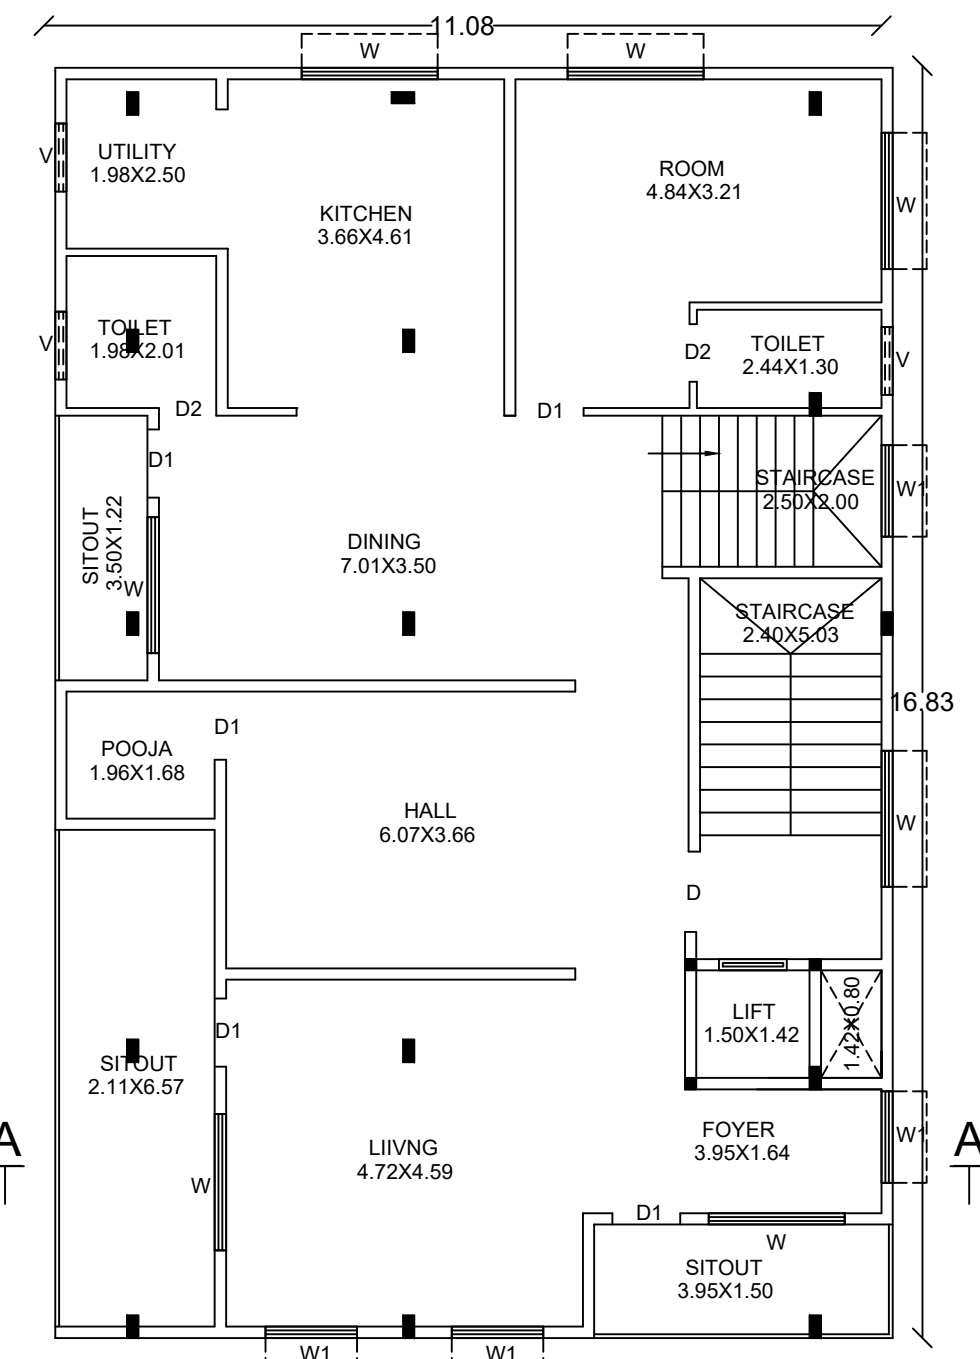 11.08
W
W
UTILITY
1.98X2.50
V
ROOM
4.84X3.21
W
KITCHEN
3.66X4.61
TOILET
1.98X2.01
V
D2
TOILET
2.44X1.30
V
D2
D1
D1
STAIRCASE
2.50X2.00
W1
SITOUT
3.50X1.22
W
DINING
7.01X3.50
STAIRCASE
2.40X5.03
16.83
D1
POOJA
1.96X1.68
HALL
6.07X3.66
W
D
LIFT
1.50X1.42
1.42X0.80
D1
SITOUT
2.11X6.57
A
FOYER
3.95X1.64
W1
A
LIIVNG
4.72X4.59
W
D1
W
SITOUT
3.95X1.50
W1
W1